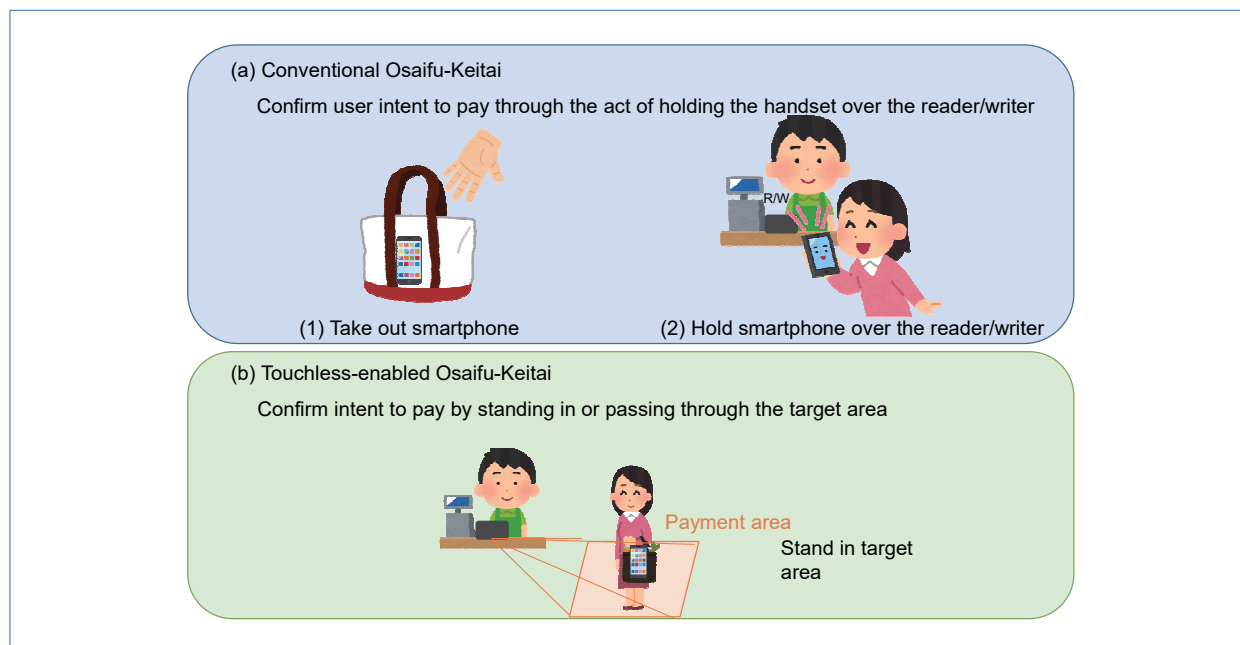 (a) Conventional Osaifu-Keitai
Confirm user intent to pay through the act of holding the handset over the reader/writer
R/W
(1) Take out smartphone
(2) Hold smartphone over the reader/writer
(b) Touchless-enabled Osaifu-Keitai
Confirm intent to pay by standing in or passing through the target area
Payment area
Stand in target
area